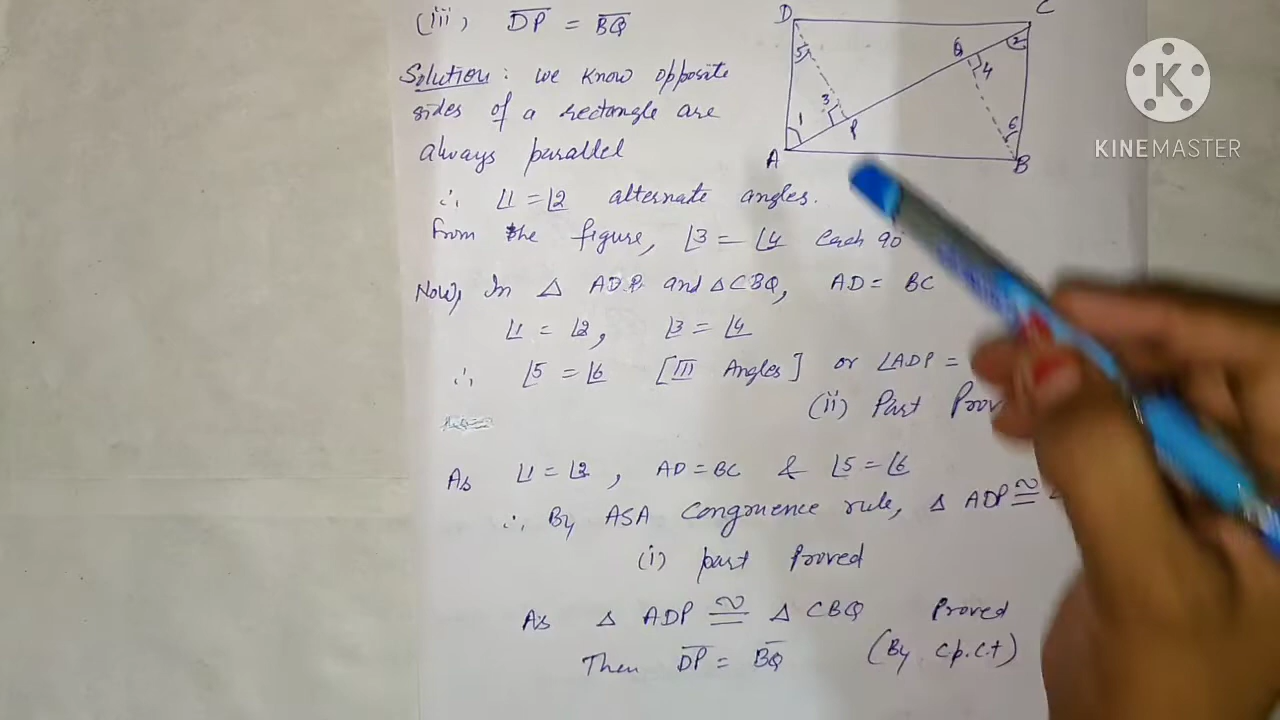 (iii) DP = BQ
Solution: we know opposite
sides of a rectangle are
always parallel
∴ ∠1 = ∠2 alternate angles.
From the figure, ∠3 = ∠4 each 90
Now, In △ ADP and △CBQ, AD = BC
∠1 = ∠2, ∠3 = ∠4
∴ ∠5 = ∠6 [III Angles] or ∠ADP =
(ii) Part
As ∠1 = ∠2, AD = BC & ∠5 = ∠6
∴ By ASA Congruence rule, △ ADP ≅
(i) part Proved
As △ ADP ≅ △ CBQ Proved
Then DP = BQ (By C.p.C.t)
D
C
5
3
1
P
A
Q
2
4
6
B
K
KINEMASTER